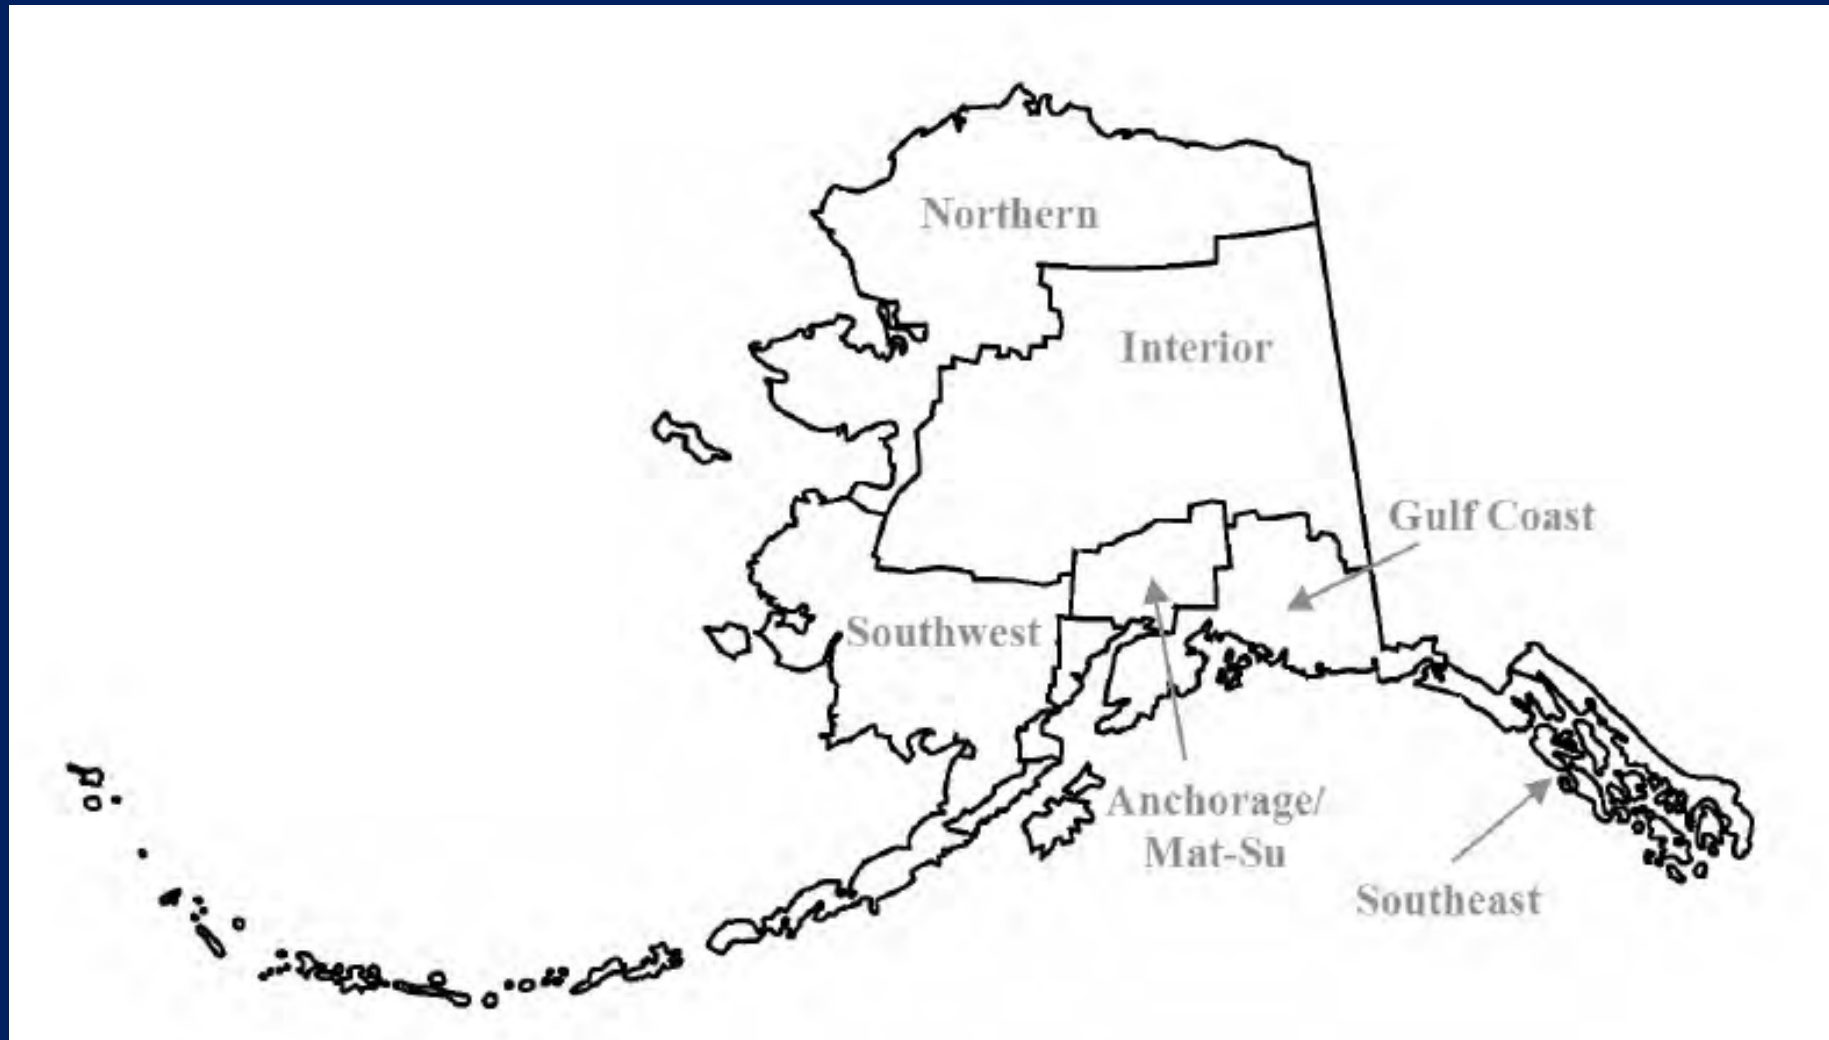 Northern
Interior
Gulf Coast
Southwest
Anchorage/
Mat-Su
Southeast